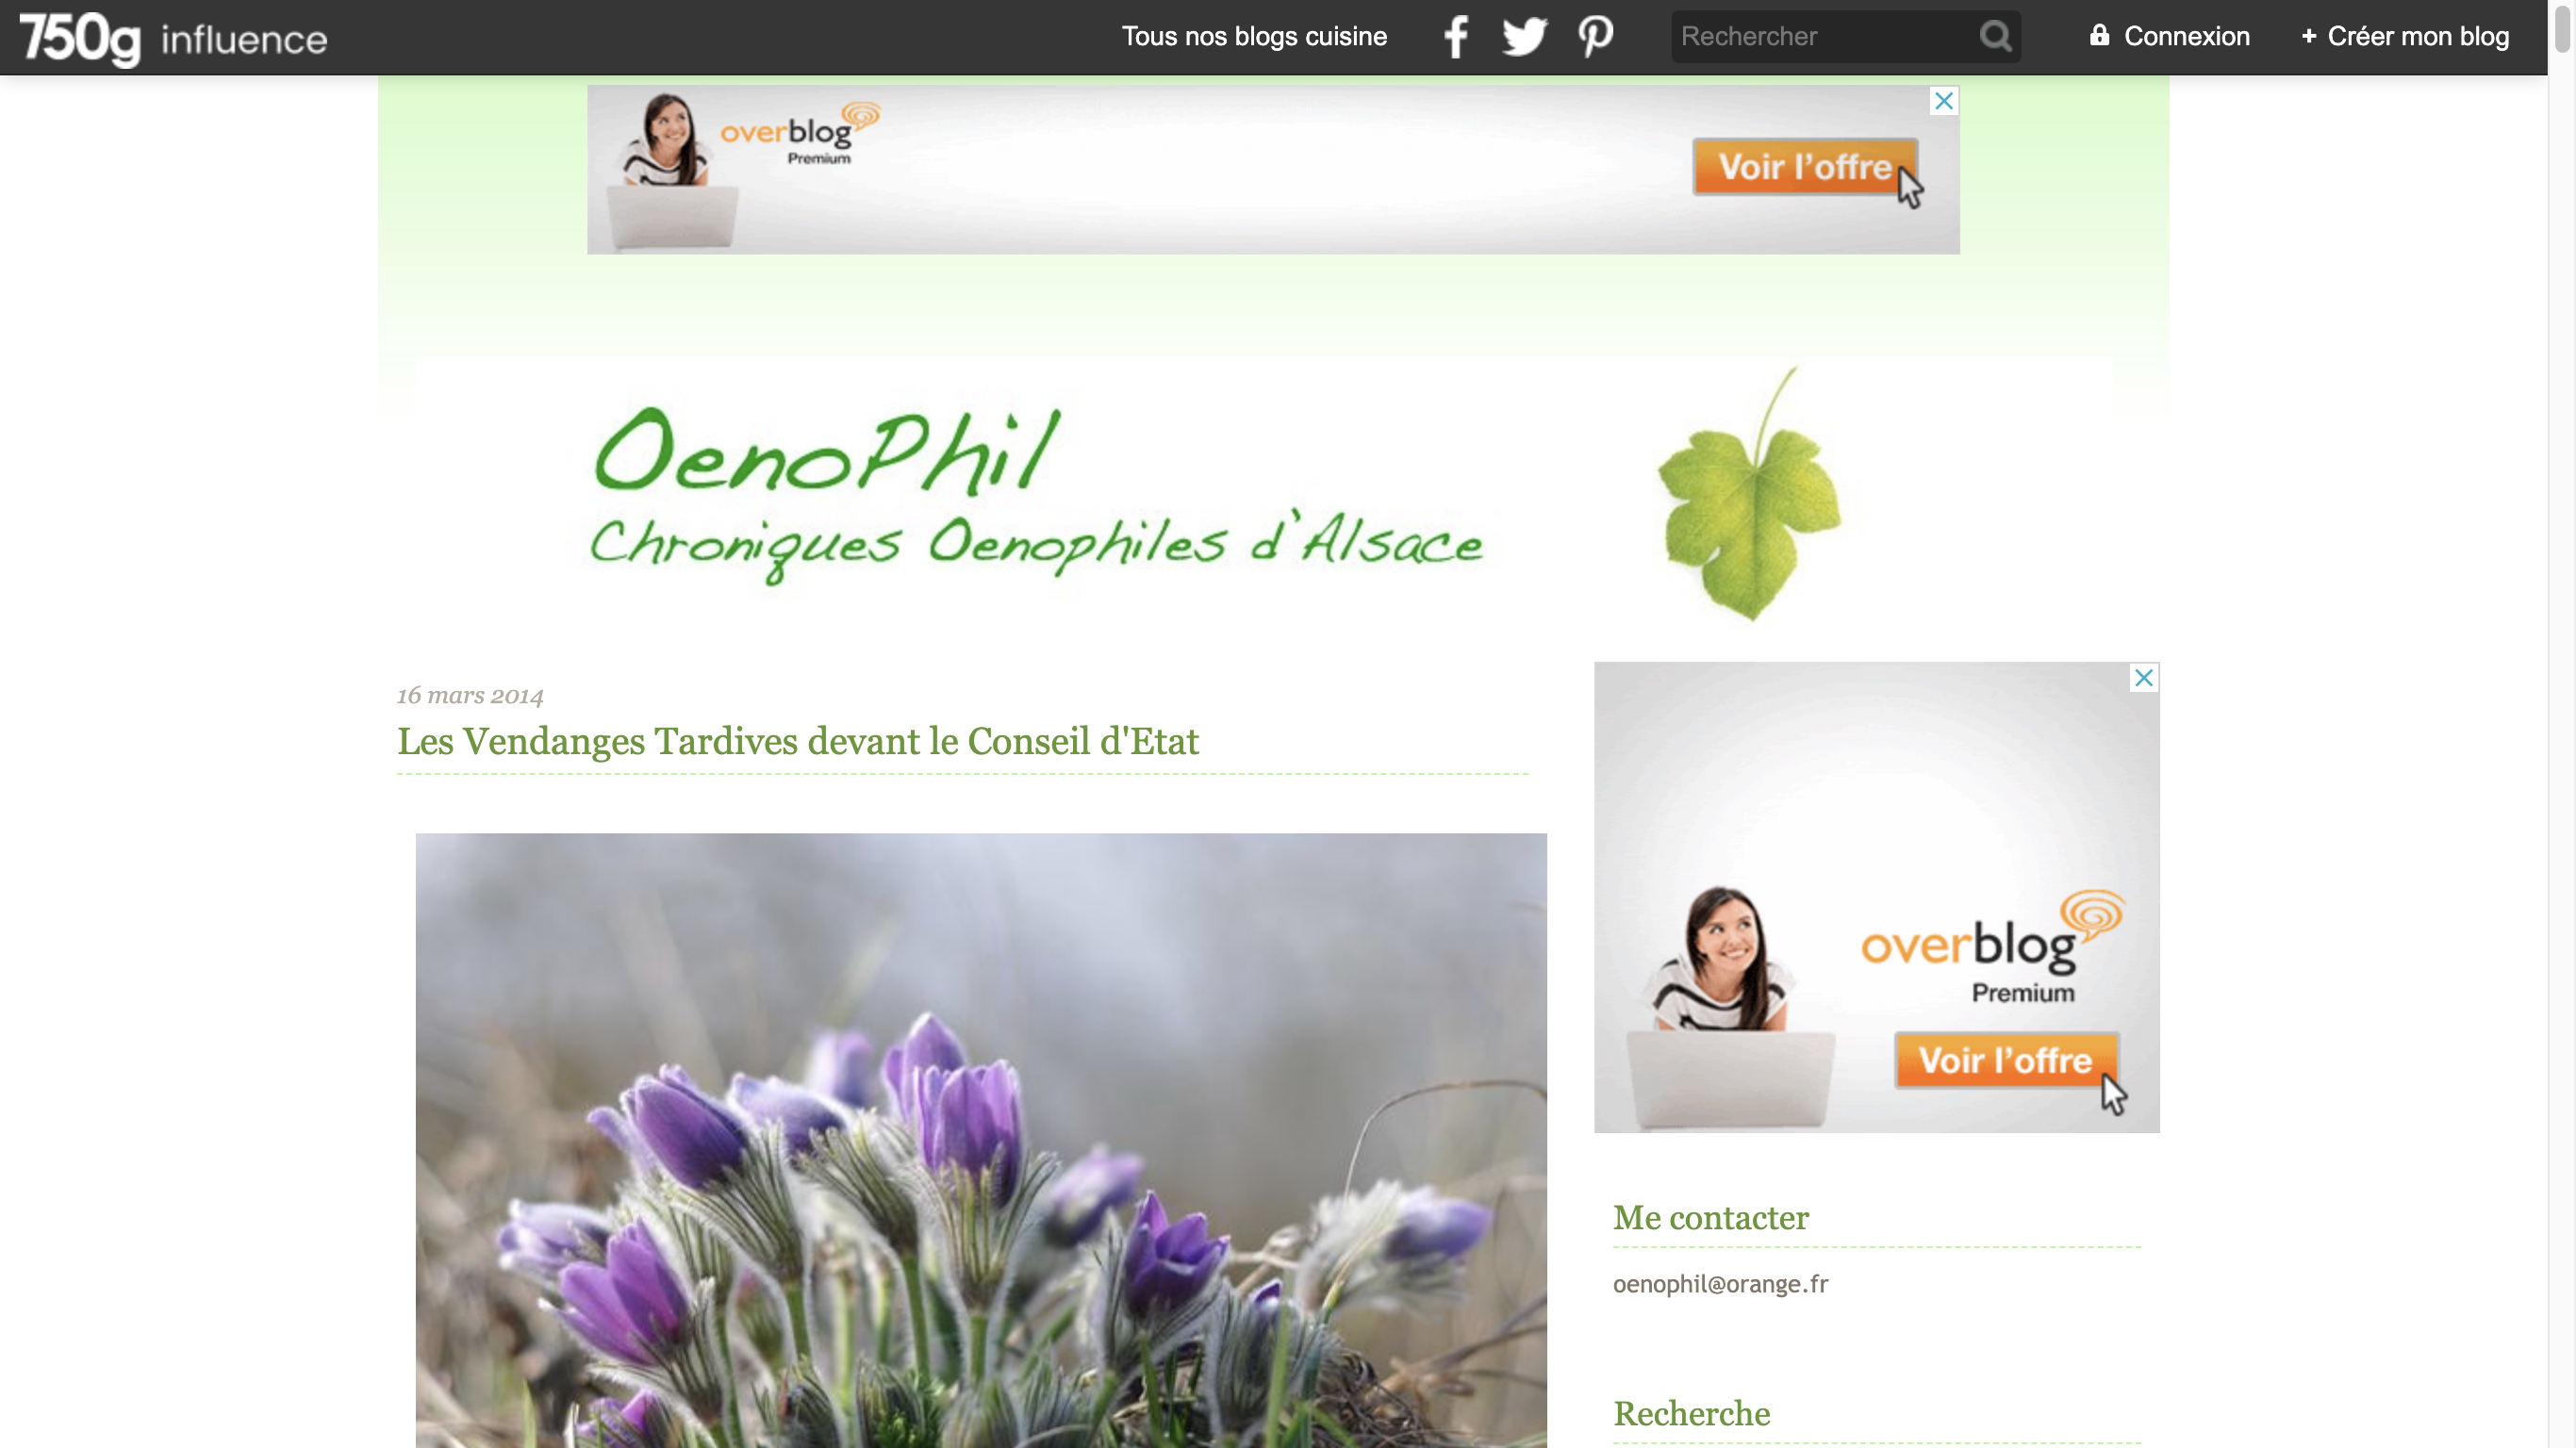 750g influence
Tous nos blogs cuisine
Rechercher
Connexion
+ Créer mon blog
overblog
Premium
Voir l'offre
OenoPhil
Chroniques Oenophiles d'Alsace
16 mars 2014
Les Vendanges Tardives devant le Conseil d'Etat
overblog
Premium
Voir l'offre
Me contacter
oenophil@orange.fr
Recherche